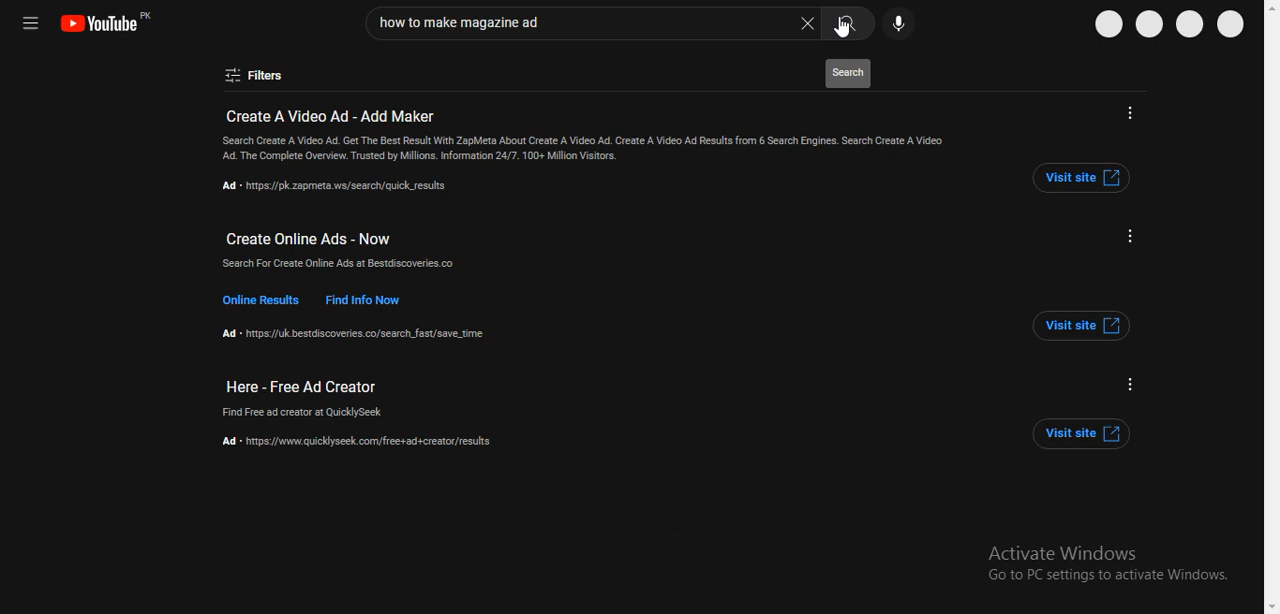 YouTube PK
how to make magazine ad
Search
Filters
Create A Video Ad - Add Maker
Search Create A Video Ad. Get The Best Result With ZapMeta About Create A Video Ad. Create A Video Ad Results from 6 Search Engines. Search Create A Video
Ad. The Complete Overview. Trusted by Millions. Information 24/7. 100+ Million Visitors.
Ad · https://pk.zapmeta.ws/search/quick_results
Visit site
Create Online Ads - Now
Search For Create Online Ads at Bestdiscoveries.co
Online Results Find Info Now
Ad · https://uk.bestdiscoveries.co/search_fast/save_time
Visit site
Here - Free Ad Creator
Find Free ad creator at QuicklySeek
Ad · https://www.quicklyseek.com/free+ad+creator/results
Visit site
Activate Windows
Go to PC settings to activate Windows.